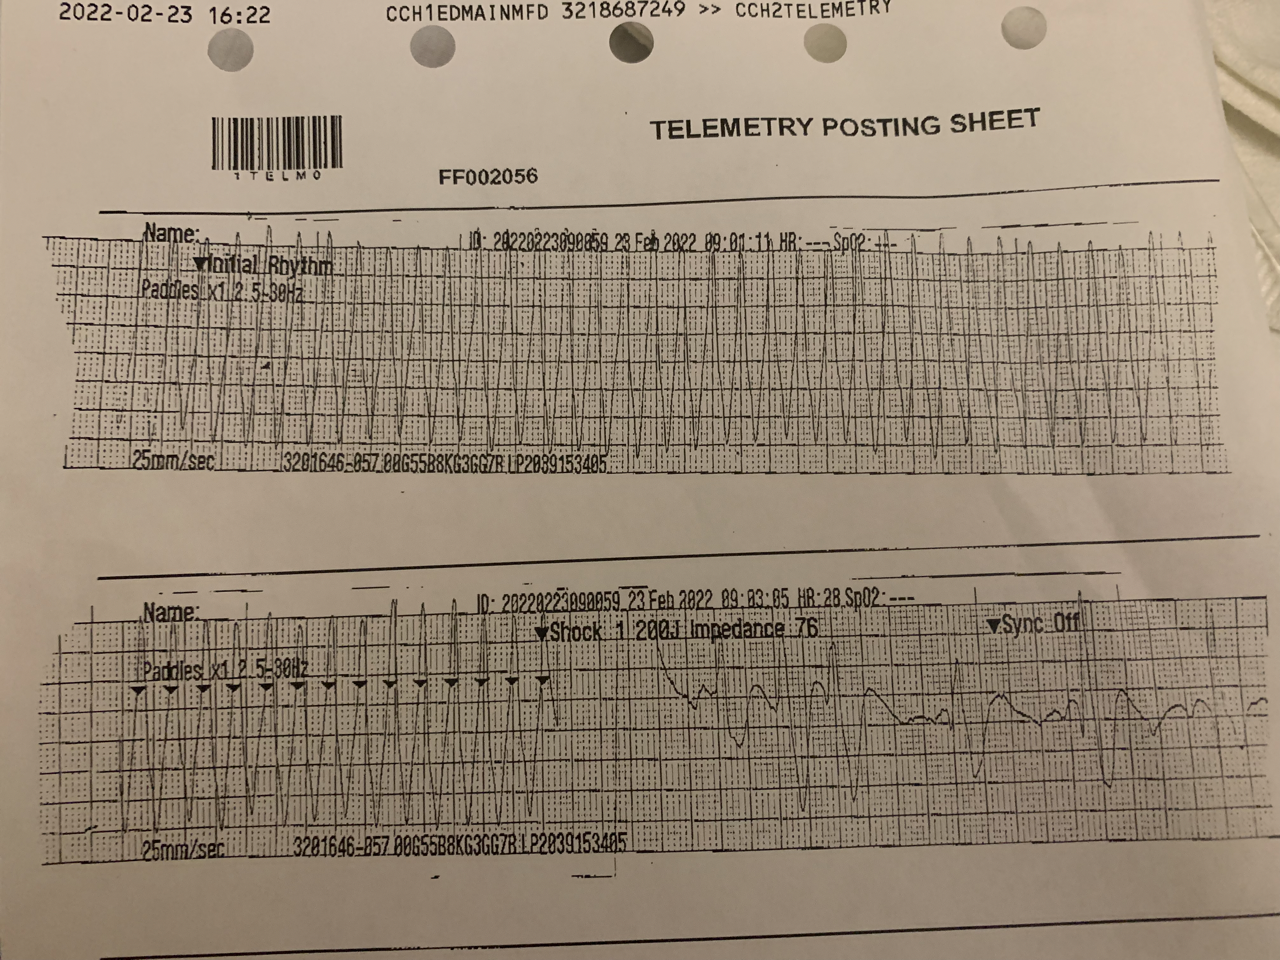 2022-02-23 16:22 CCH1EDMAINMFD 3218687249 >> CCH2TELEMETRY
TELEMETRY POSTING SHEET
1TELMO
FF002056
Name: ID: 20220223090059 23 Feb 2022 09:01:11 HR:--- SpO2:---
Initial Rhythm
Paddles x1 2.5-30Hz
25mm/sec 3201646-057 00G55B8KG3GG7R LP2039153405
Name: ID: 20220223090059 23 Feb 2022 09:03:05 HR:28 SpO2:---
Shock 1 200J Impedance 76 Sync Off
Paddles x1 2.5-30Hz
25mm/sec 3201646-057 00G55B8KG3GG7R LP2039153405